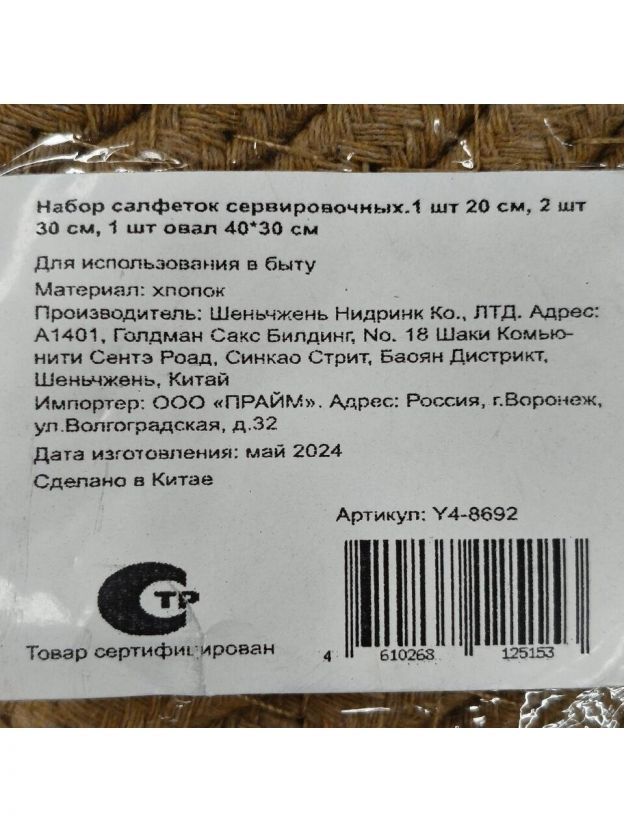 Набор салфеток сервировочных.1 шт 20 см, 2 шт
30 см, 1 шт овал 40*30 см
Для использования в быту
Материал: хлопок
Производитель: Шеньчжень Нидринк Ко., ЛТД. Адрес:
А1401, Голдман Сакс Билдинг, No. 18 Шаки Комью-
нити Сентэ Роад, Синкао Стрит, Баоян Дистрикт,
Шеньчжень, Китай
Импортер: ООО «ПРАЙМ». Адрес: Россия, г.Воронеж,
ул.Волгоградская, д.32
Дата изготовления: май 2024
Сделано в Китае
Артикул: Y4-8692
СТР
Товар сертифицирован
4 610268 125153